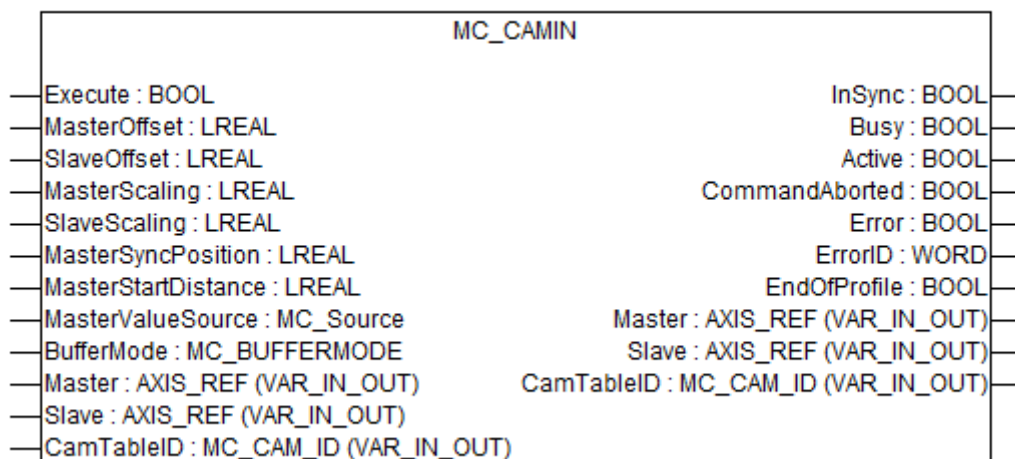 MC_CAMIN
Execute : BOOL InSync : BOOL
MasterOffset : LREAL Busy : BOOL
SlaveOffset : LREAL Active : BOOL
MasterScaling : LREAL CommandAborted : BOOL
SlaveScaling : LREAL Error : BOOL
MasterSyncPosition : LREAL ErrorID : WORD
MasterStartDistance : LREAL EndOfProfile : BOOL
MasterValueSource : MC_Source Master : AXIS_REF (VAR_IN_OUT)
BufferMode : MC_BUFFERMODE Slave : AXIS_REF (VAR_IN_OUT)
Master : AXIS_REF (VAR_IN_OUT) CamTableID : MC_CAM_ID (VAR_IN_OUT)
Slave : AXIS_REF (VAR_IN_OUT)
CamTableID : MC_CAM_ID (VAR_IN_OUT)